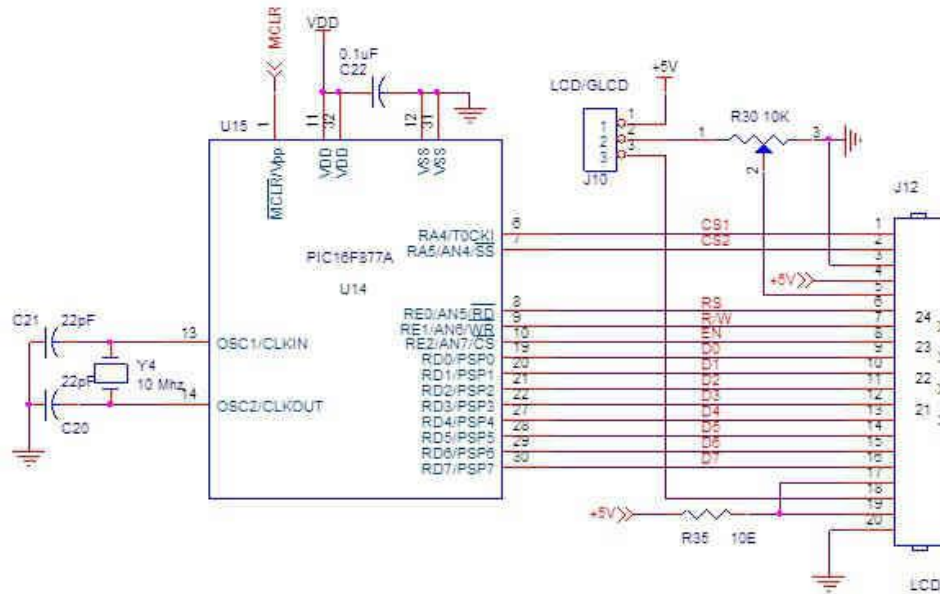 MCLR
VDD
0.1uF
C22
+5V
LCD/GLCD
R30 10K
U15
1
11
32
12
31
1
2
3
1
2
3
1
3
2
J10
J12
MCLR/Vpp
VDD
VDD
VSS
VSS
RA4/T0CKI
6
CS1
1
RA5/AN4/SS
7
CS2
2
3
PIC16F877A
U14
+5V
4
5
6
RE0/AN5/RD
8
RS
7
RE1/AN6/WR
9
R/W
8
RE2/AN7/CS
10
EN
9
RD0/PSP0
19
D0
10
RD1/PSP1
20
D1
11
RD2/PSP2
21
D2
12
RD3/PSP3
22
D3
13
RD4/PSP4
27
D4
14
RD5/PSP5
28
D5
15
RD6/PSP6
29
D6
16
RD7/PSP7
30
D7
17
18
19
20
24
23
22
21
C21
22pF
13
OSC1/CLKIN
Y4
10 Mhz
22pF
14
OSC2/CLKOUT
C20
+5V
R35
10E
LCD